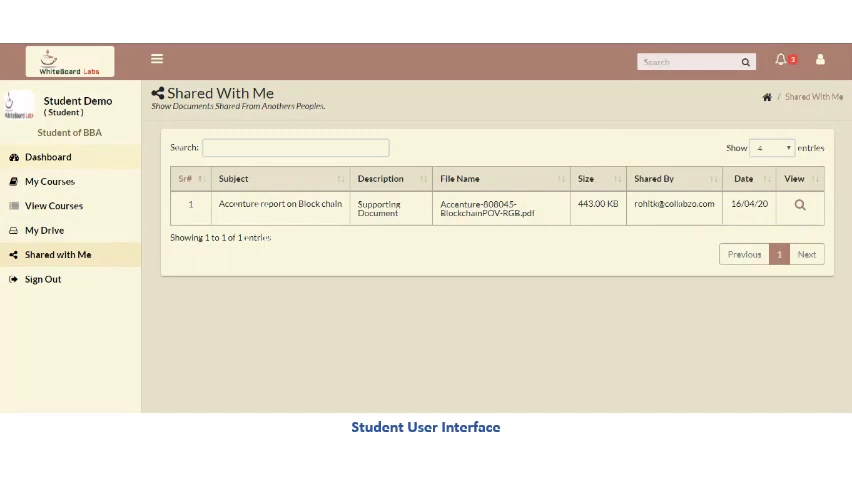 WhiteBoard Labs
Search
3
Student Demo
( Student )
Student of BBA
Dashboard
My Courses
View Courses
My Drive
Shared with Me
Sign Out
Shared With Me
Show Documents Shared From Anothers Peoples.
/ Shared With Me
Search:
Show 4 entries
Sr# Subject Description File Name Size Shared By Date View
1 Accenture report on Block chain Supporting Document Accenture-808045-BlockchainPOV-RGB.pdf 443.00 KB rohitk@collabzo.com 16/04/20
Showing 1 to 1 of 1 entries
Previous 1 Next
Student User Interface